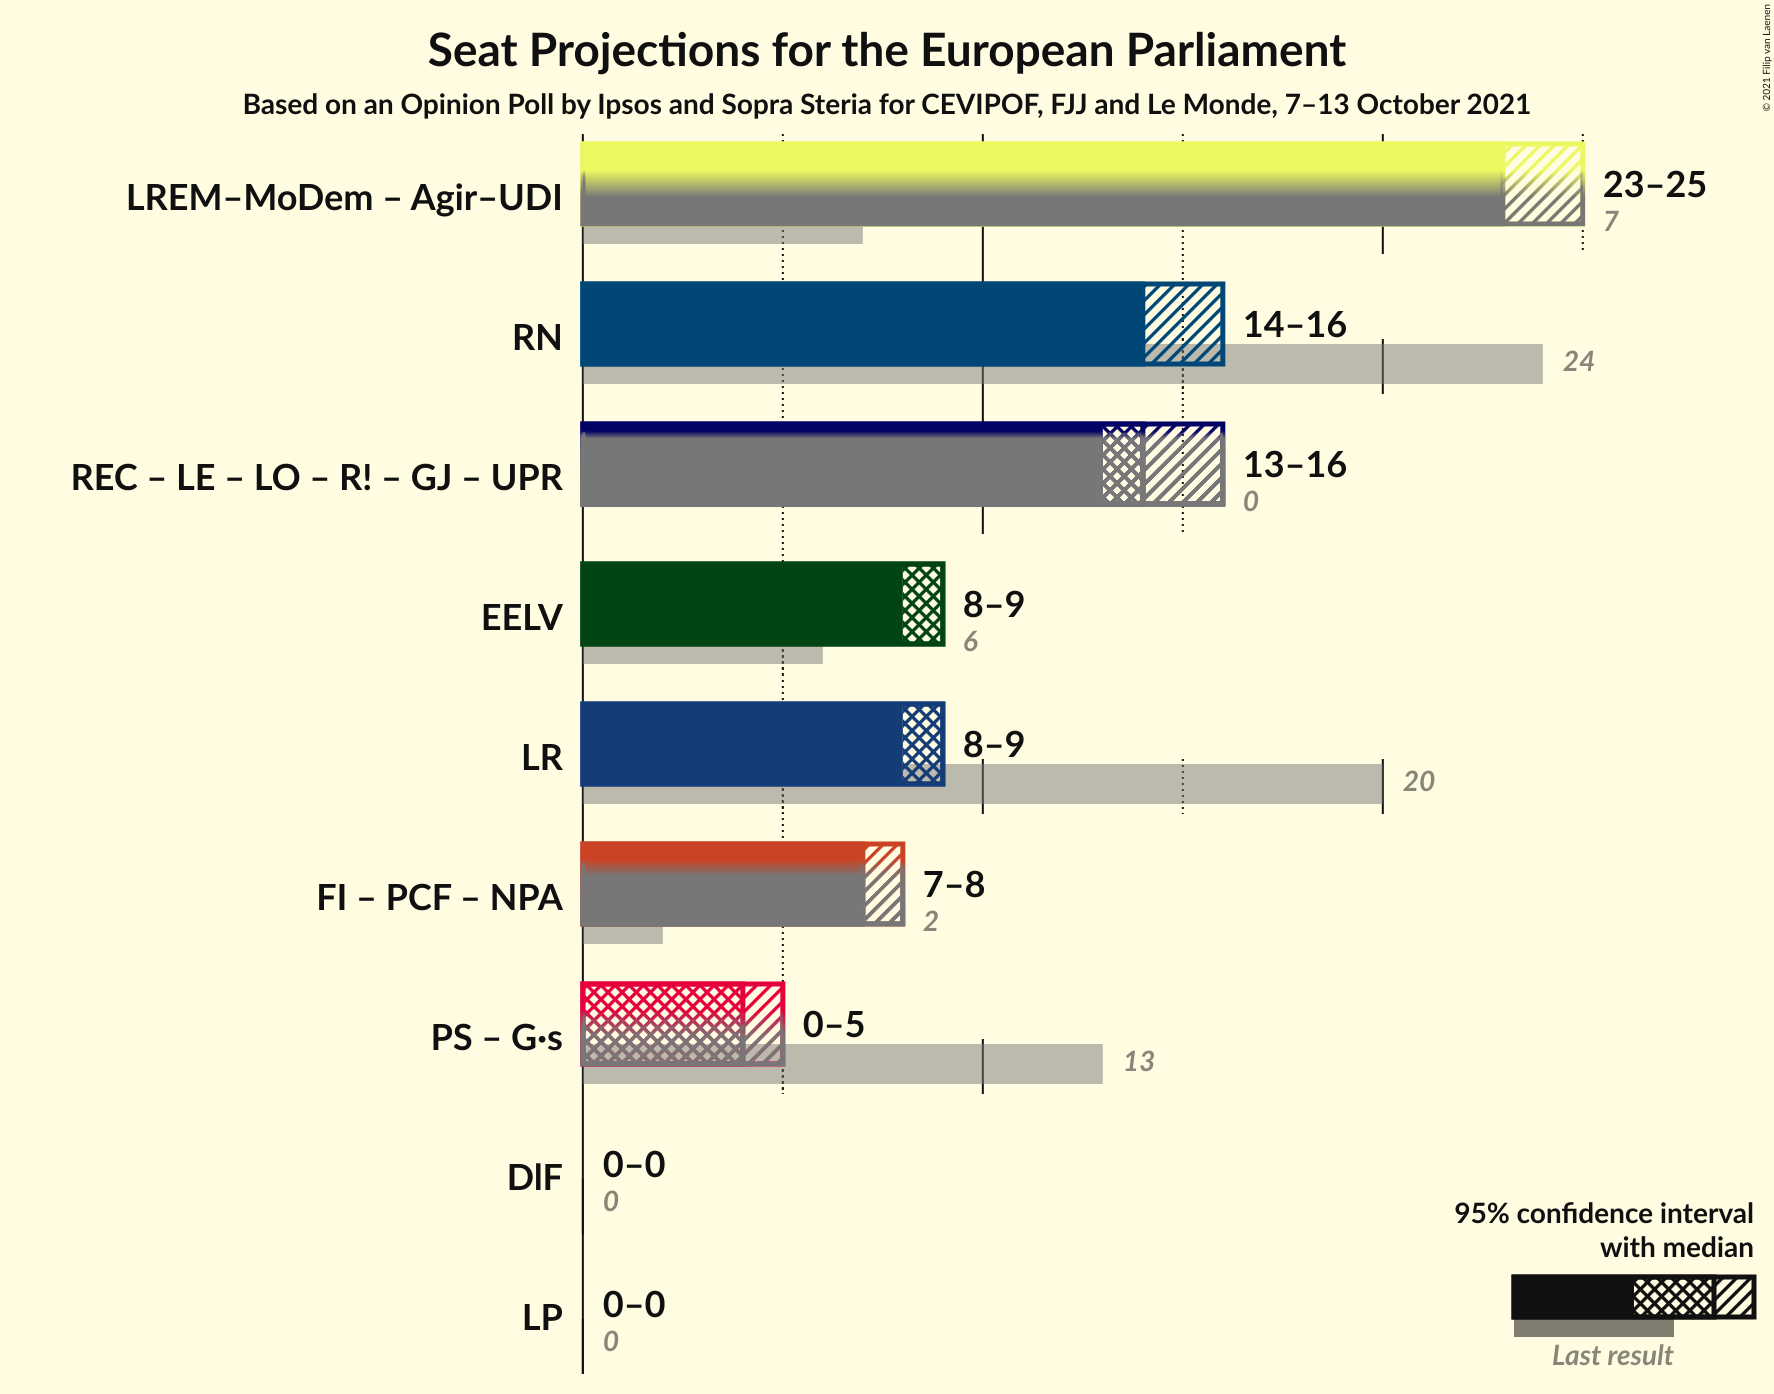 Seat Projections for the European Parliament
Based on an Opinion Poll by Ipsos and Sopra Steria for CEVIPOF, FJJ and Le Monde, 7–13 October 2021
© 2021 Filip van Laenen
LREM–MoDem – Agir–UDI
23–25
7
RN
14–16
24
REC – LE – LO – R! – GJ – UPR
13–16
0
EELV
8–9
6
LR
8–9
20
FI – PCF – NPA
7–8
2
PS – G·s
0–5
13
DIF
0–0
0
LP
0–0
0
95% confidence interval
with median
Last result